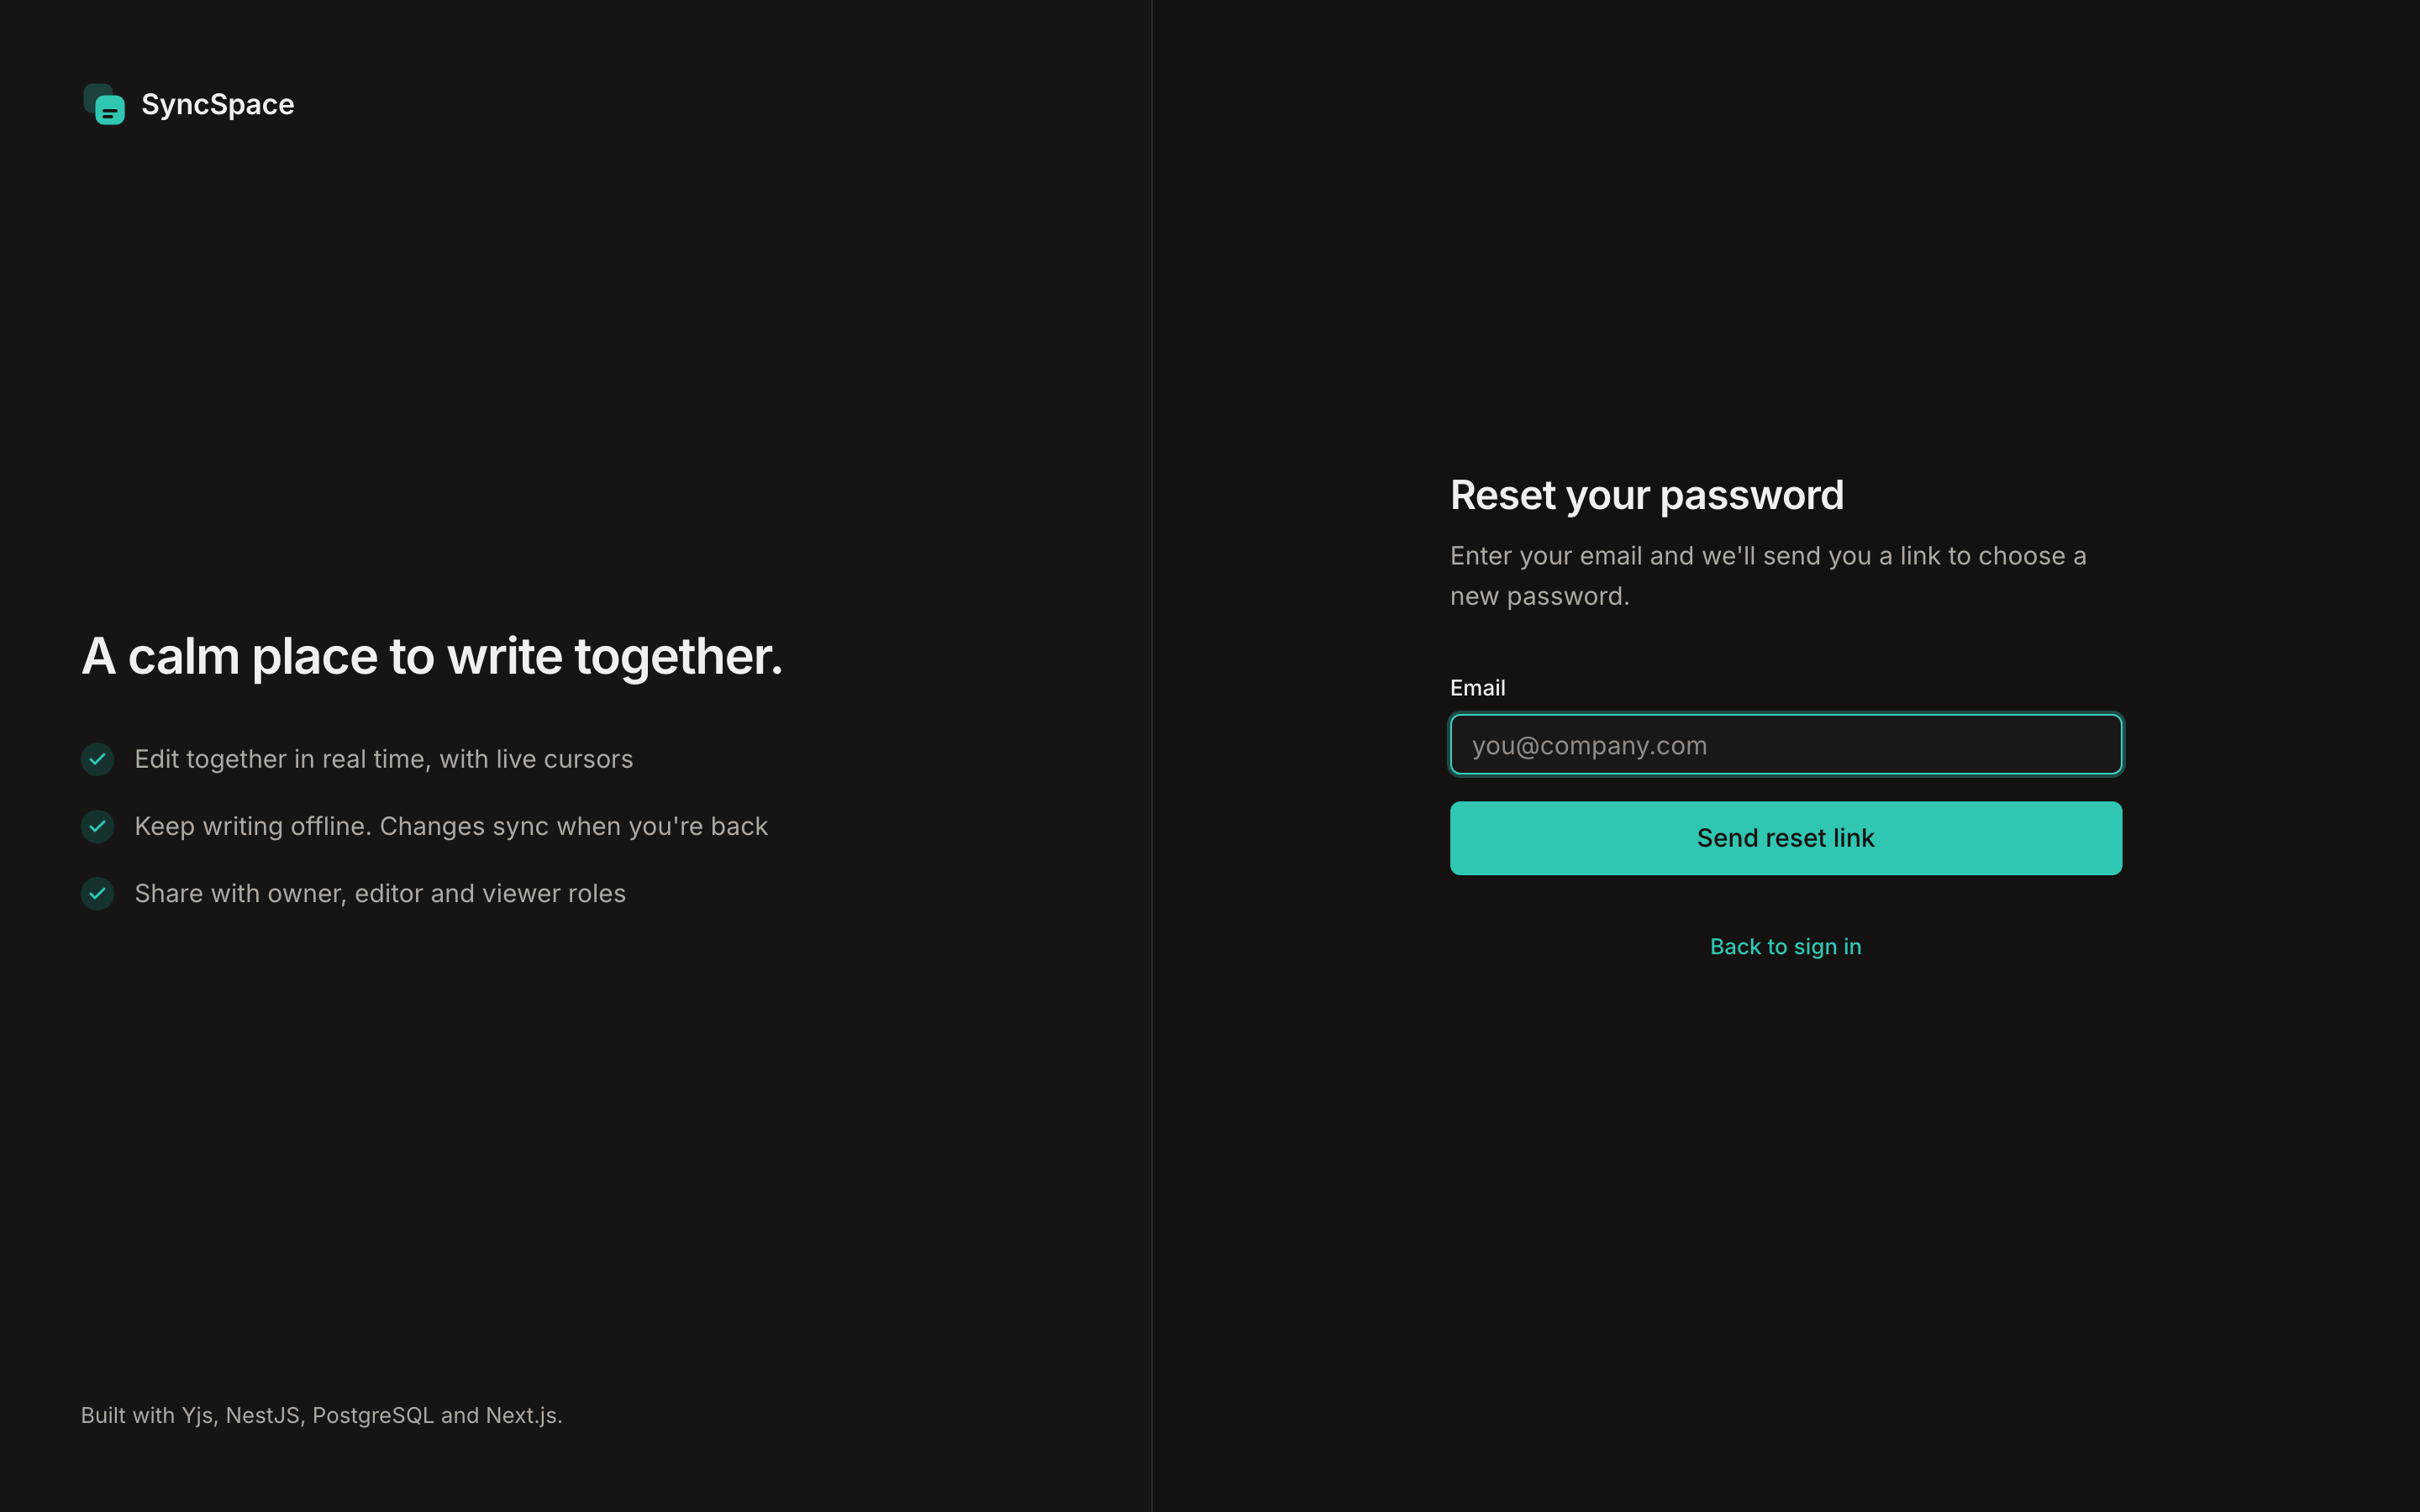 SyncSpace
A calm place to write together.
Edit together in real time, with live cursors
Keep writing offline. Changes sync when you're back
Share with owner, editor and viewer roles
Built with Yjs, NestJS, PostgreSQL and Next.js.
Reset your password
Enter your email and we'll send you a link to choose a
new password.
Email
you@company.com
Send reset link
Back to sign in